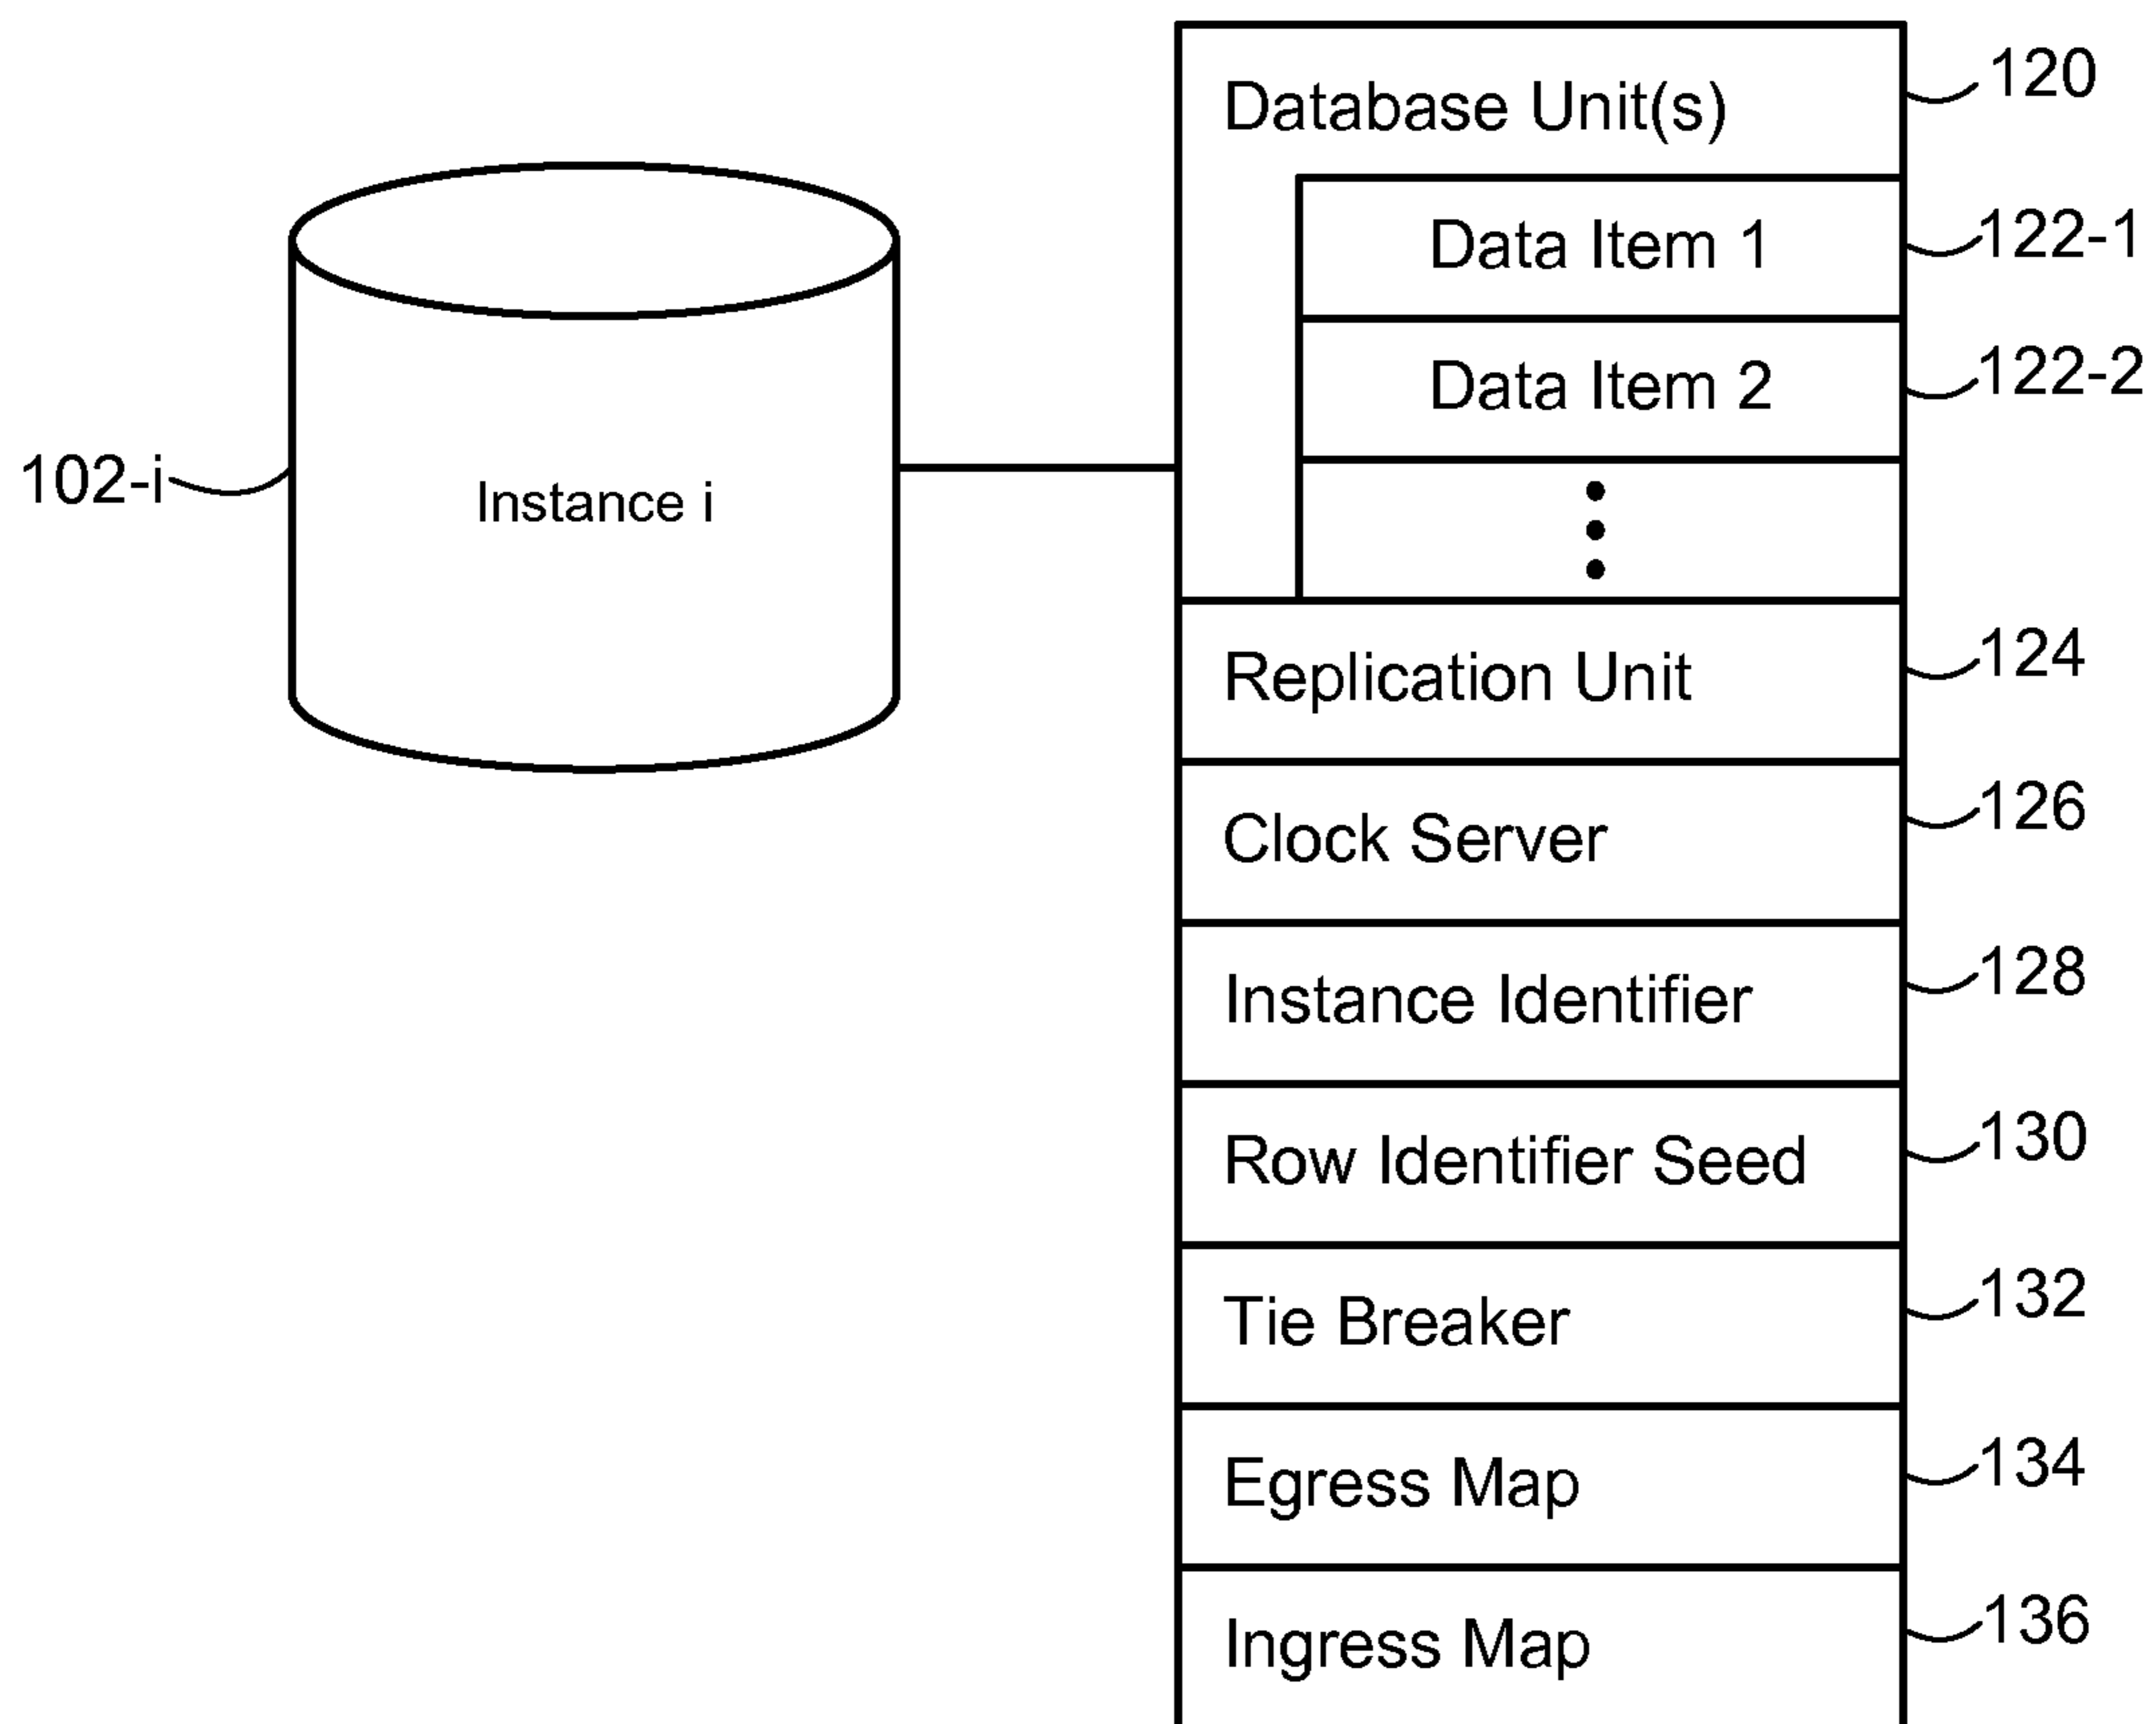 Database Unit(s) 120
Data Item 1 122-1
Data Item 2 122-2
102-i Instance i
Replication Unit 124
Clock Server 126
Instance Identifier 128
Row Identifier Seed 130
Tie Breaker 132
Egress Map 134
Ingress Map 136